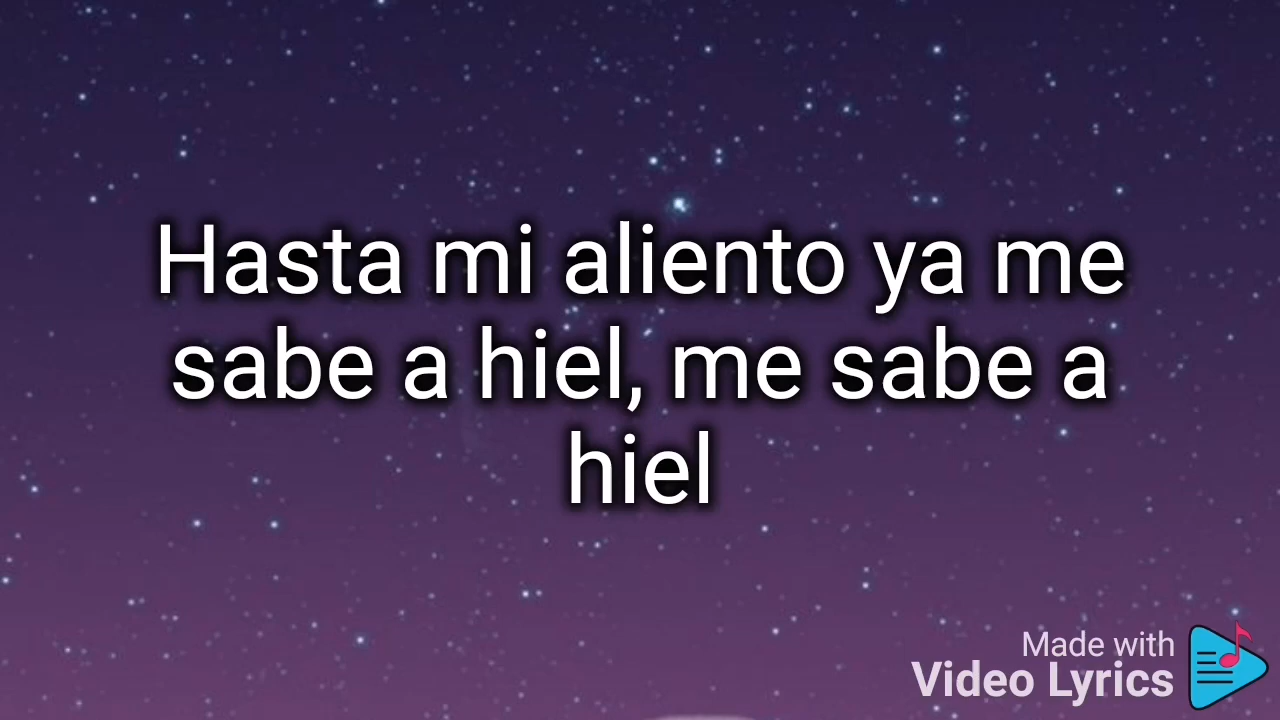 Hasta mi aliento ya me
sabe a hiel, me sabe a
hiel
Made with
Video Lyrics